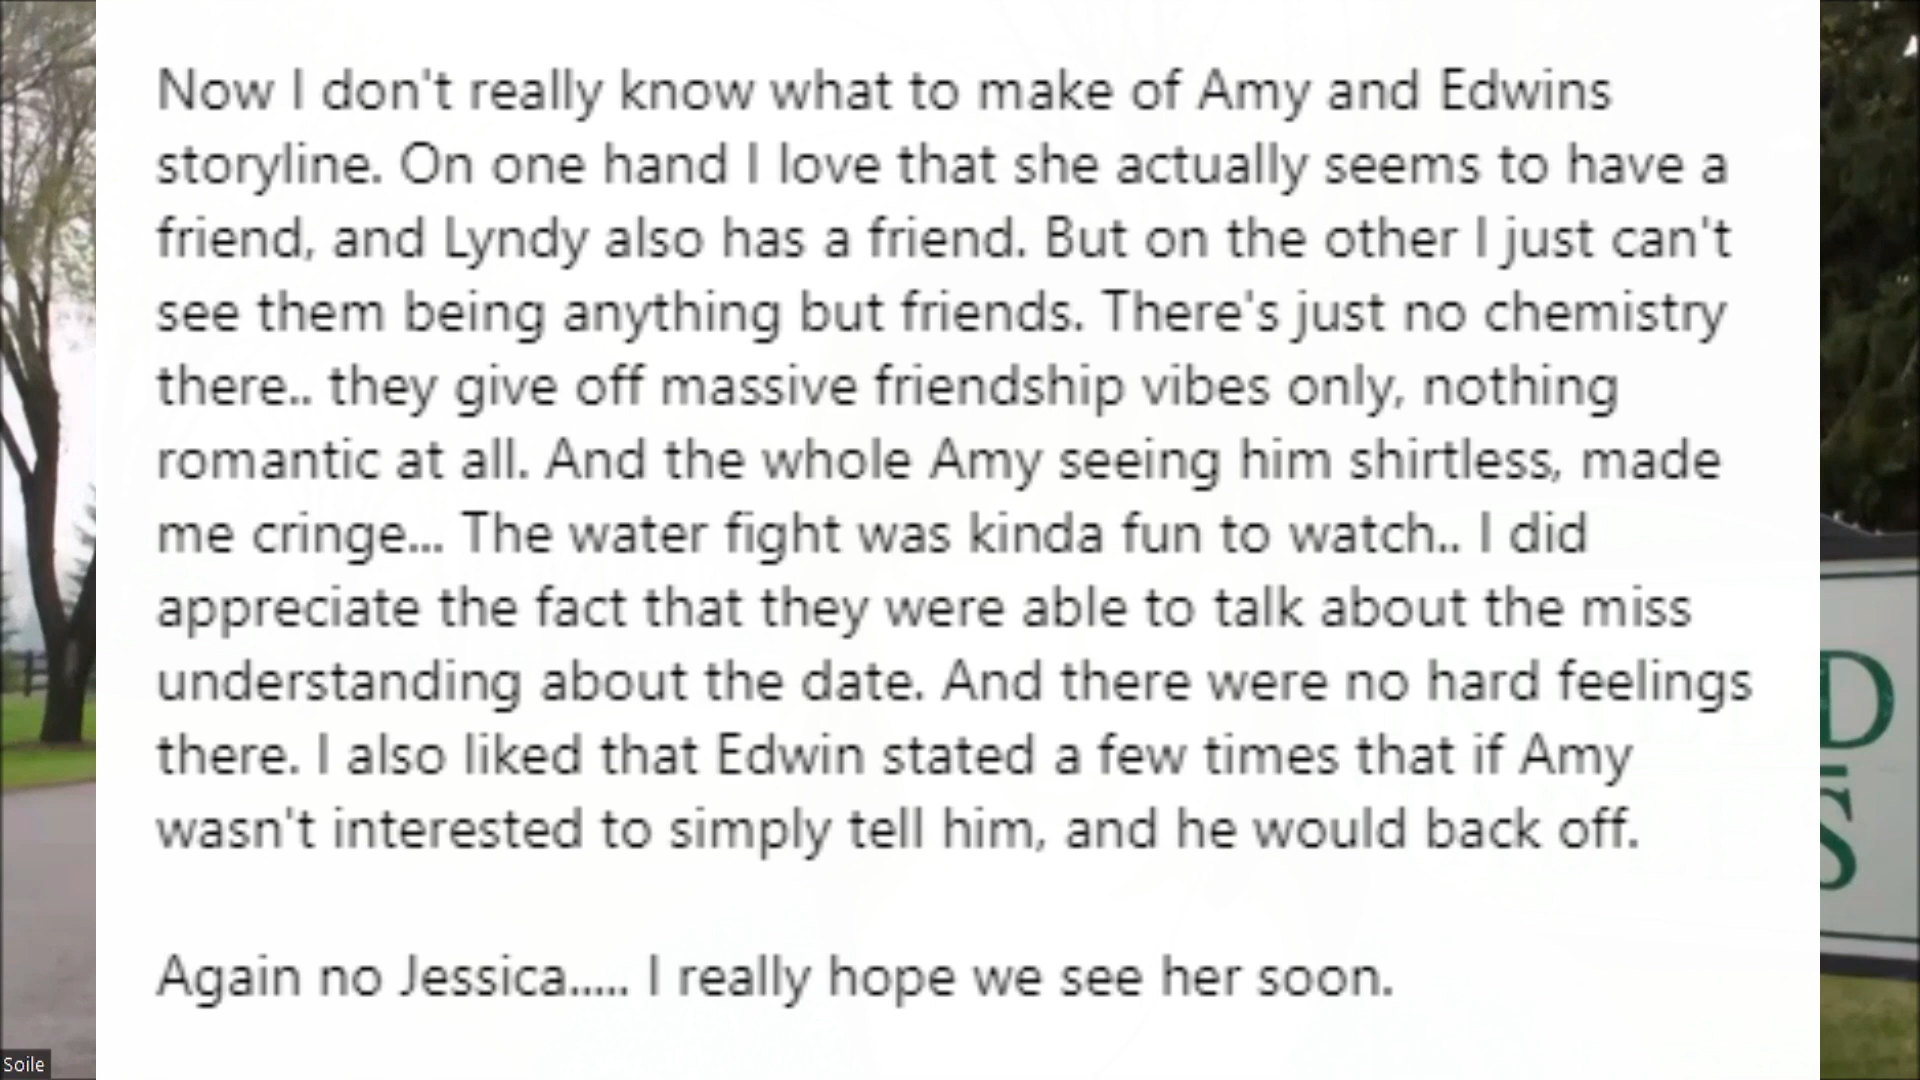 Now I don't really know what to make of Amy and Edwins
storyline. On one hand I love that she actually seems to have a
friend, and Lyndy also has a friend. But on the other I just can't
see them being anything but friends. There's just no chemistry
there.. they give off massive friendship vibes only, nothing
romantic at all. And the whole Amy seeing him shirtless, made
me cringe... The water fight was kinda fun to watch.. I did
appreciate the fact that they were able to talk about the miss
understanding about the date. And there were no hard feelings
there. I also liked that Edwin stated a few times that if Amy
wasn't interested to simply tell him, and he would back off.
Again no Jessica..... I really hope we see her soon.
D
S
Soile